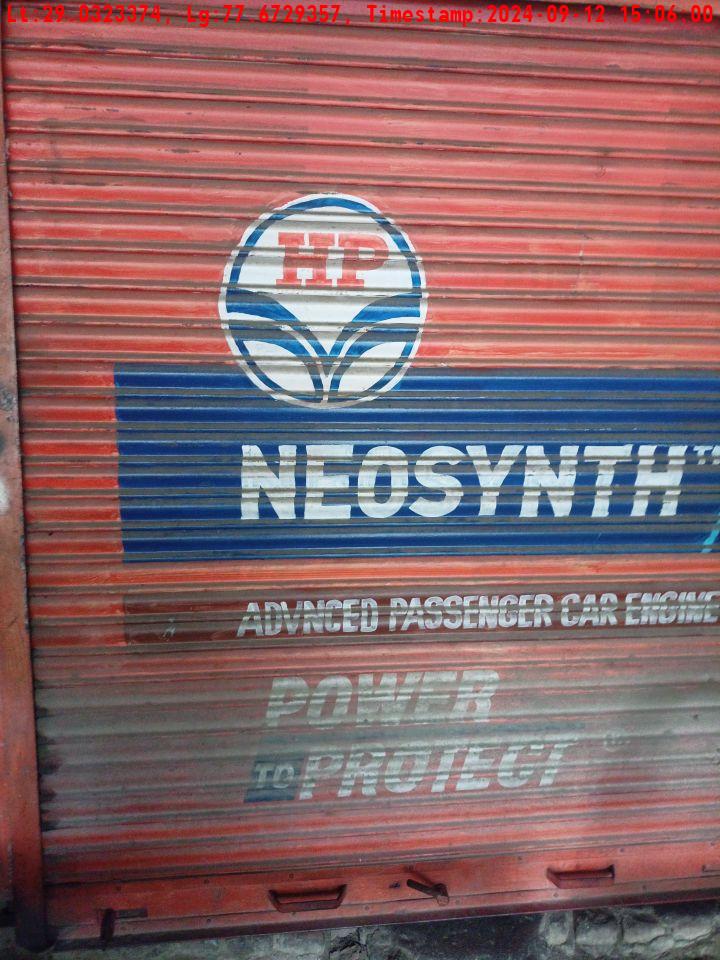 Lt:29.0323374, Lg:77.6729357, Timestamp:2024-09-12 15:06:00
HP
NEOSYNTH™
ADVNCED PASSENGER CAR ENGINE
POWER
TO PROTECT